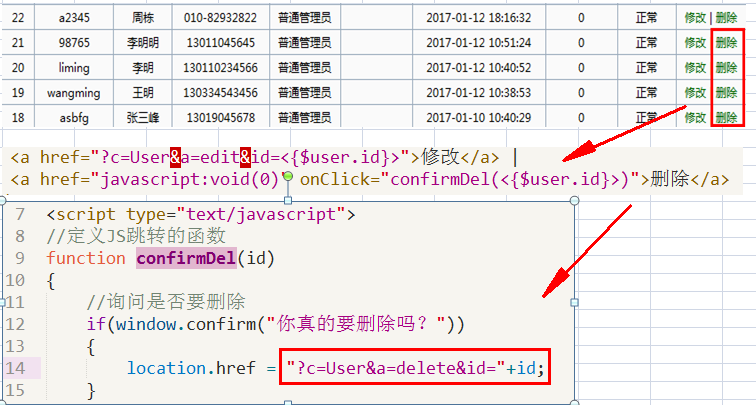 22 a2345 周栋 010-82932822 普通管理员 2017-01-12 18:16:32 0 正常 修改 | 删除
21 98765 李明明 13011045645 普通管理员 2017-01-12 10:51:24 0 正常 修改 删除
20 liming 李明 130110234566 普通管理员 2017-01-12 10:40:52 0 正常 修改 删除
19 wangming 王明 130334543456 普通管理员 2017-01-12 10:38:53 0 正常 修改 删除
18 asbfg 张三峰 13019045678 普通管理员 2017-01-10 10:40:29 0 正常 修改 删除
<a href="?c=User&a=edit&id=<{$user.id}>">修改</a> |
<a href="javascript:void(0)" onClick="confirmDel(<{$user.id}>)">删除</a>
7 <script type="text/javascript">
8 //定义JS跳转的函数
9 function confirmDel(id)
10 {
11 //询问是否要删除
12 if(window.confirm("你真的要删除吗？"))
13 {
14 location.href = "?c=User&a=delete&id="+id;
15 }